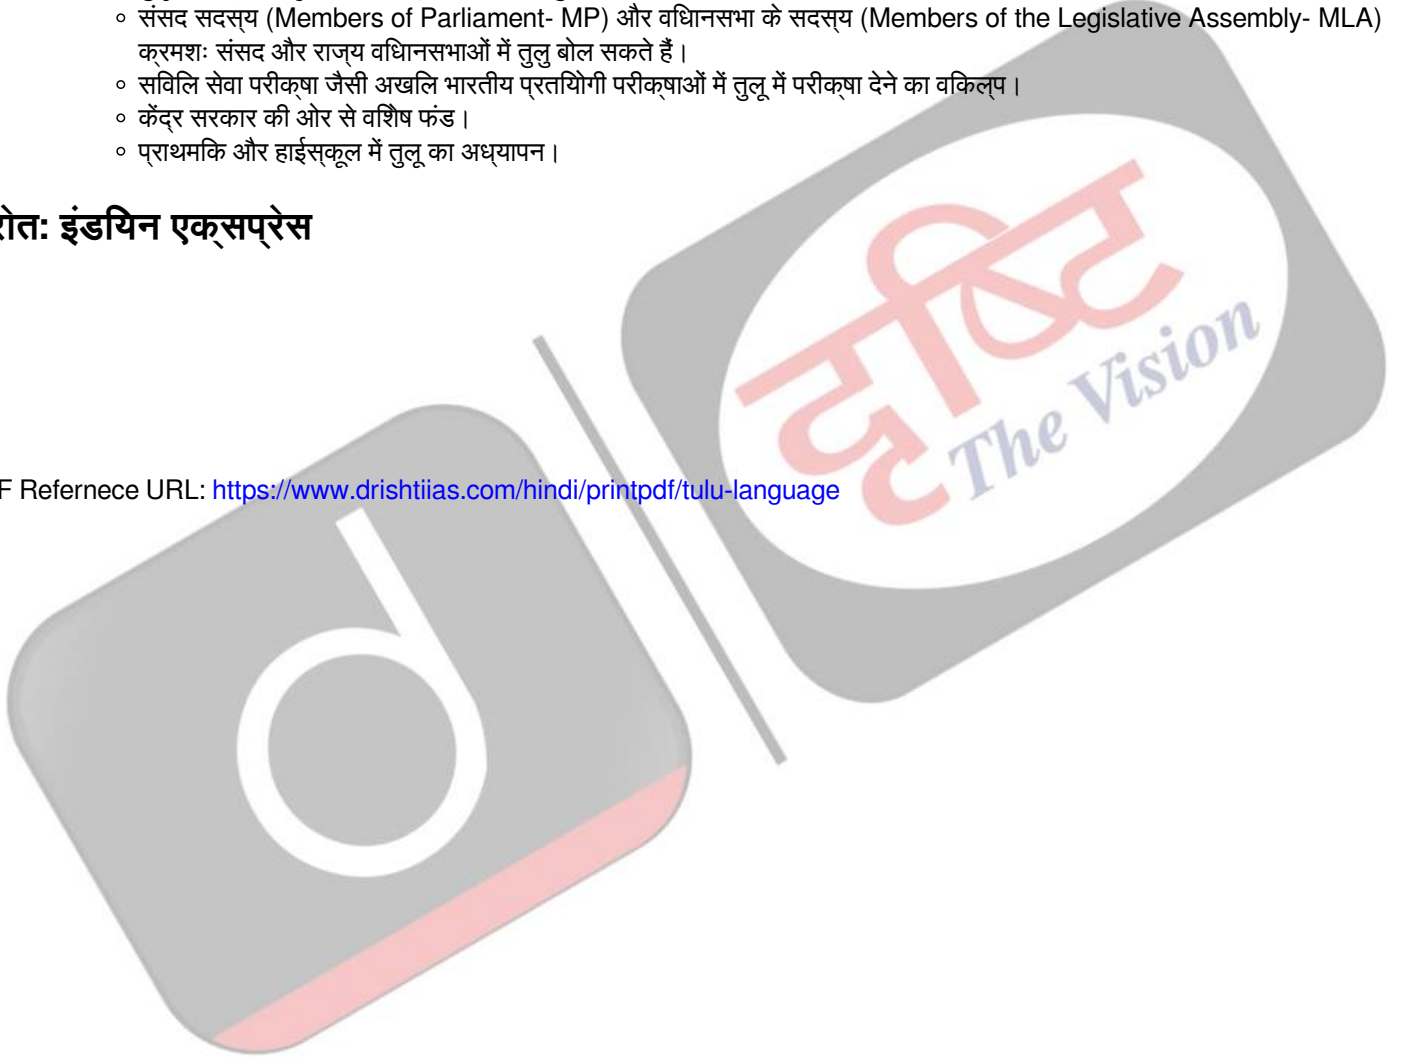 ◦ संसद सदस्य (Members of Parliament- MP) और विधानसभा के सदस्य (Members of the Legislative Assembly- MLA)
क्रमशः संसद और राज्य विधानसभाओं में तुलु बोल सकते हैं।
◦ सिविल सेवा परीक्षा जैसी अखिल भारतीय प्रतियोगी परीक्षाओं में तुलू में परीक्षा देने का विकल्प।
◦ केंद्र सरकार की ओर से विशेष फंड।
◦ प्राथमिक और हाईस्कूल में तुलू का अध्यापन।
रोत: इंडियन एक्सप्रेस
F Refernece URL: https://www.drishtiias.com/hindi/printpdf/tulu-language
दृष्टि
The Vision
d